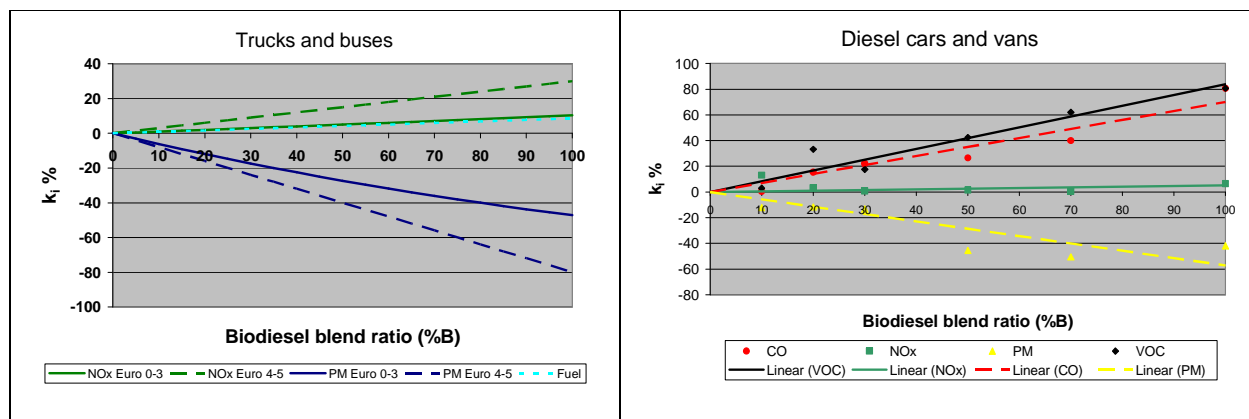 Trucks and buses
40
20
0
-20
-40
-60
-80
-100
0 10 20 30 40 50 60 70 80 90 100
k i %
Biodiesel blend ratio (%B)
NOx Euro 0-3 NOx Euro 4-5 PM Euro 0-3 PM Euro 4-5 Fuel
Diesel cars and vans
100
80
60
40
20
0
-20
-40
-60
-80
0 10 20 30 40 50 60 70 80 90 100
k i %
Biodiesel blend ratio (%B)
CO NOx PM VOC
Linear (VOC) Linear (NOx) Linear (CO) Linear (PM)